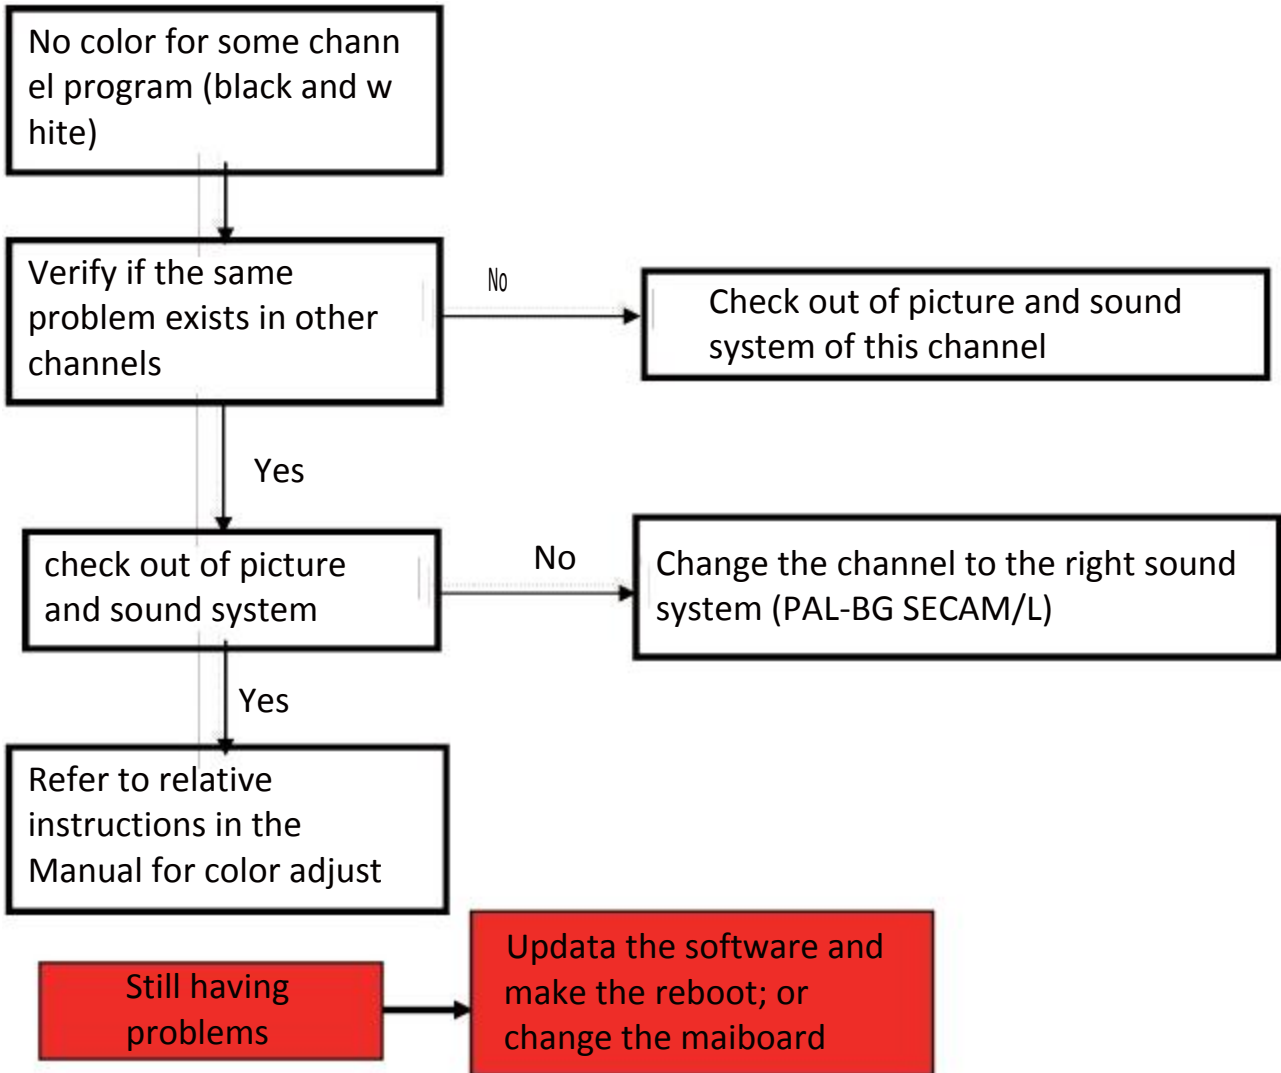 No color for some chann
el program (black and w
hite)
Verify if the same
problem exists in other
channels
No
Check out of picture and sound
system of this channel
Yes
check out of picture
and sound system
No
Change the channel to the right sound
system (PAL-BG SECAM/L)
Yes
Refer to relative
instructions in the
Manual for color adjust
Still having
problems
Updata the software and
make the reboot; or
change the maiboard